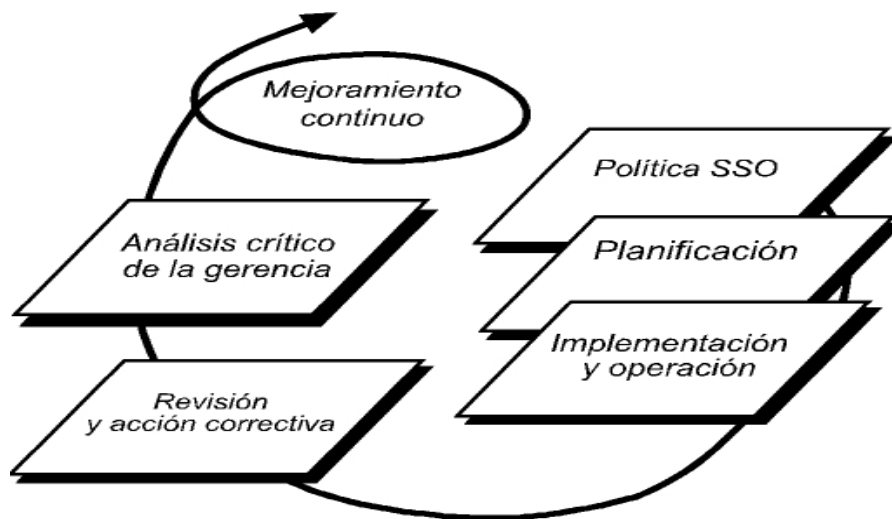 Mejoramiento
continuo
Política SSO
Planificación
Implementación
y operación
Análisis crítico
de la gerencia
Revisión
y acción correctiva